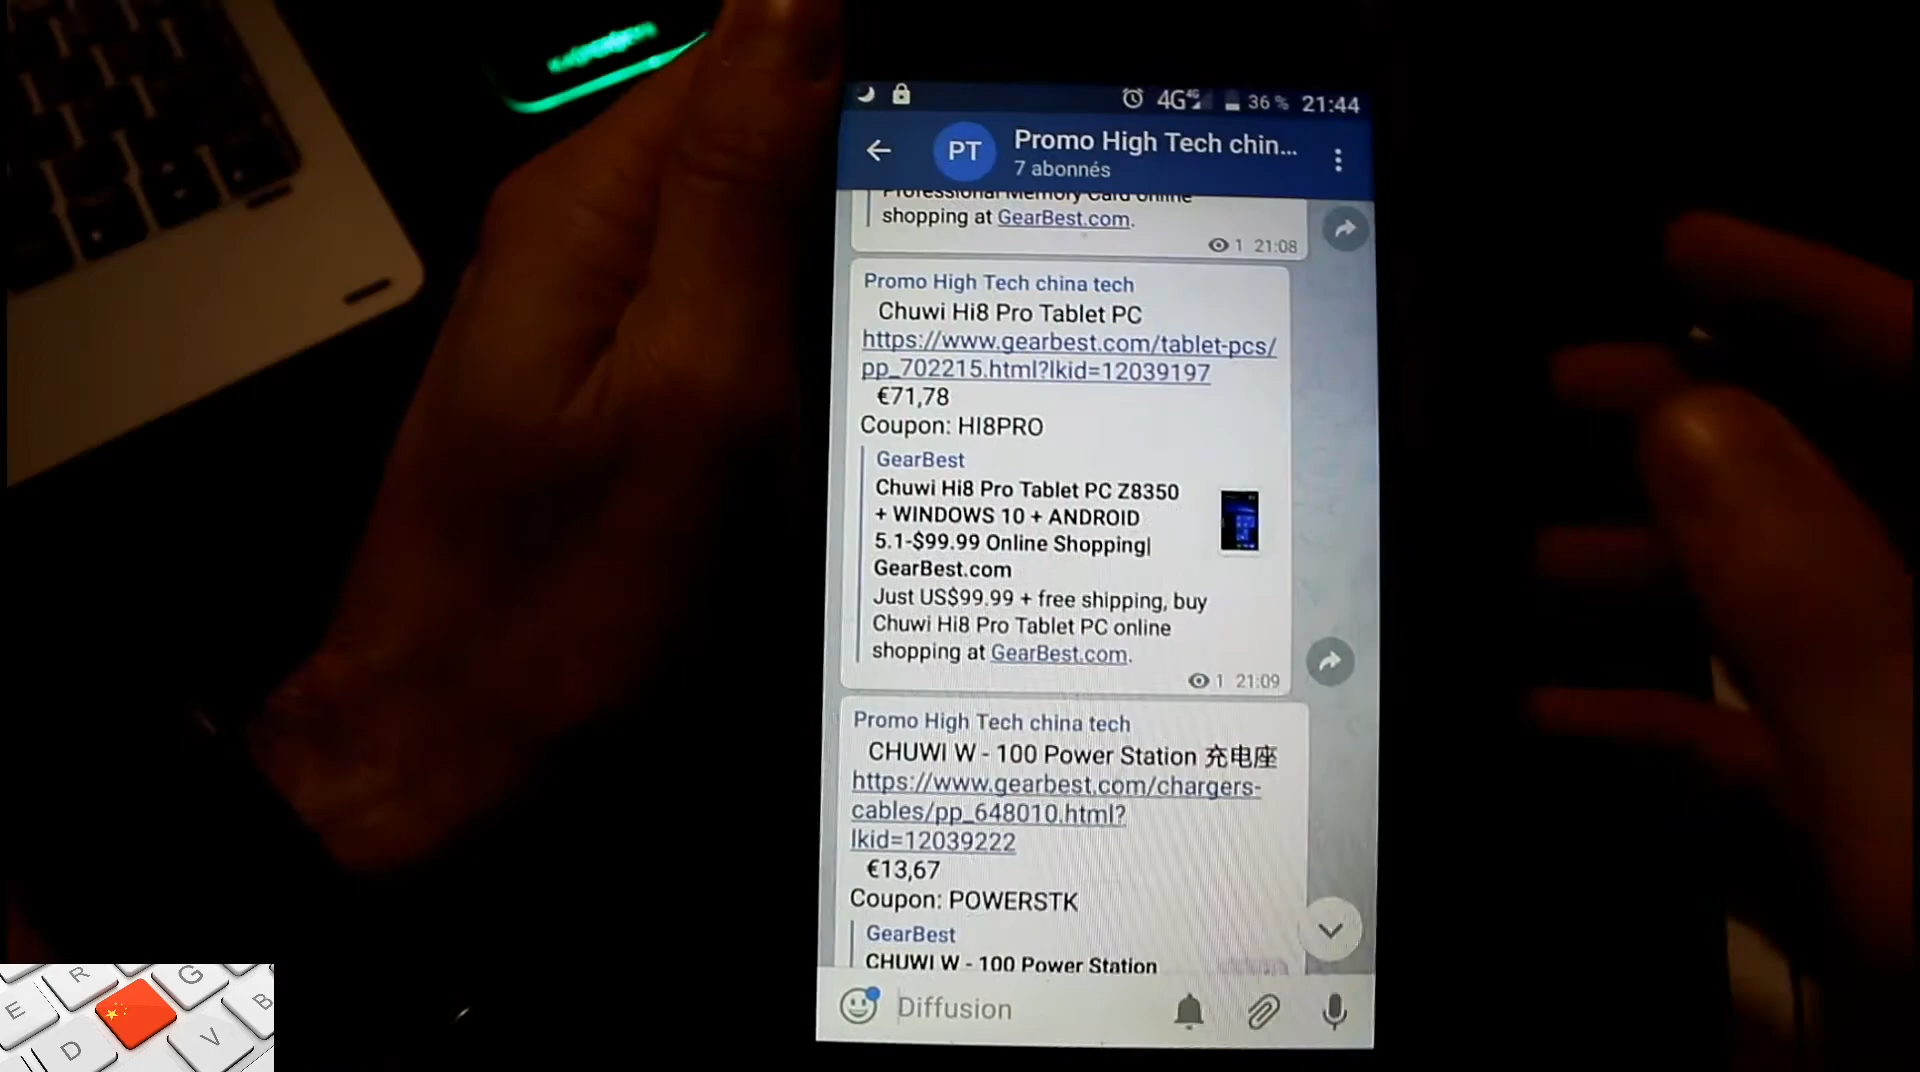 4G 36 % 21:44
PT
Promo High Tech chin...
7 abonnés
Professional Memory Card online
shopping at GearBest.com.
1 21:08
Promo High Tech china tech
Chuwi Hi8 Pro Tablet PC
https://www.gearbest.com/tablet-pcs/
pp_702215.html?lkid=12039197
€71,78
Coupon: HI8PRO
GearBest
Chuwi Hi8 Pro Tablet PC Z8350
+ WINDOWS 10 + ANDROID
5.1-$99.99 Online Shopping|
GearBest.com
Just US$99.99 + free shipping, buy
Chuwi Hi8 Pro Tablet PC online
shopping at GearBest.com.
1 21:09
Promo High Tech china tech
CHUWI W - 100 Power Station 充电座
https://www.gearbest.com/chargers-
cables/pp_648010.html?
lkid=12039222
€13,67
Coupon: POWERSTK
GearBest
CHUWI W - 100 Power Station
Diffusion
R G
E B
D V